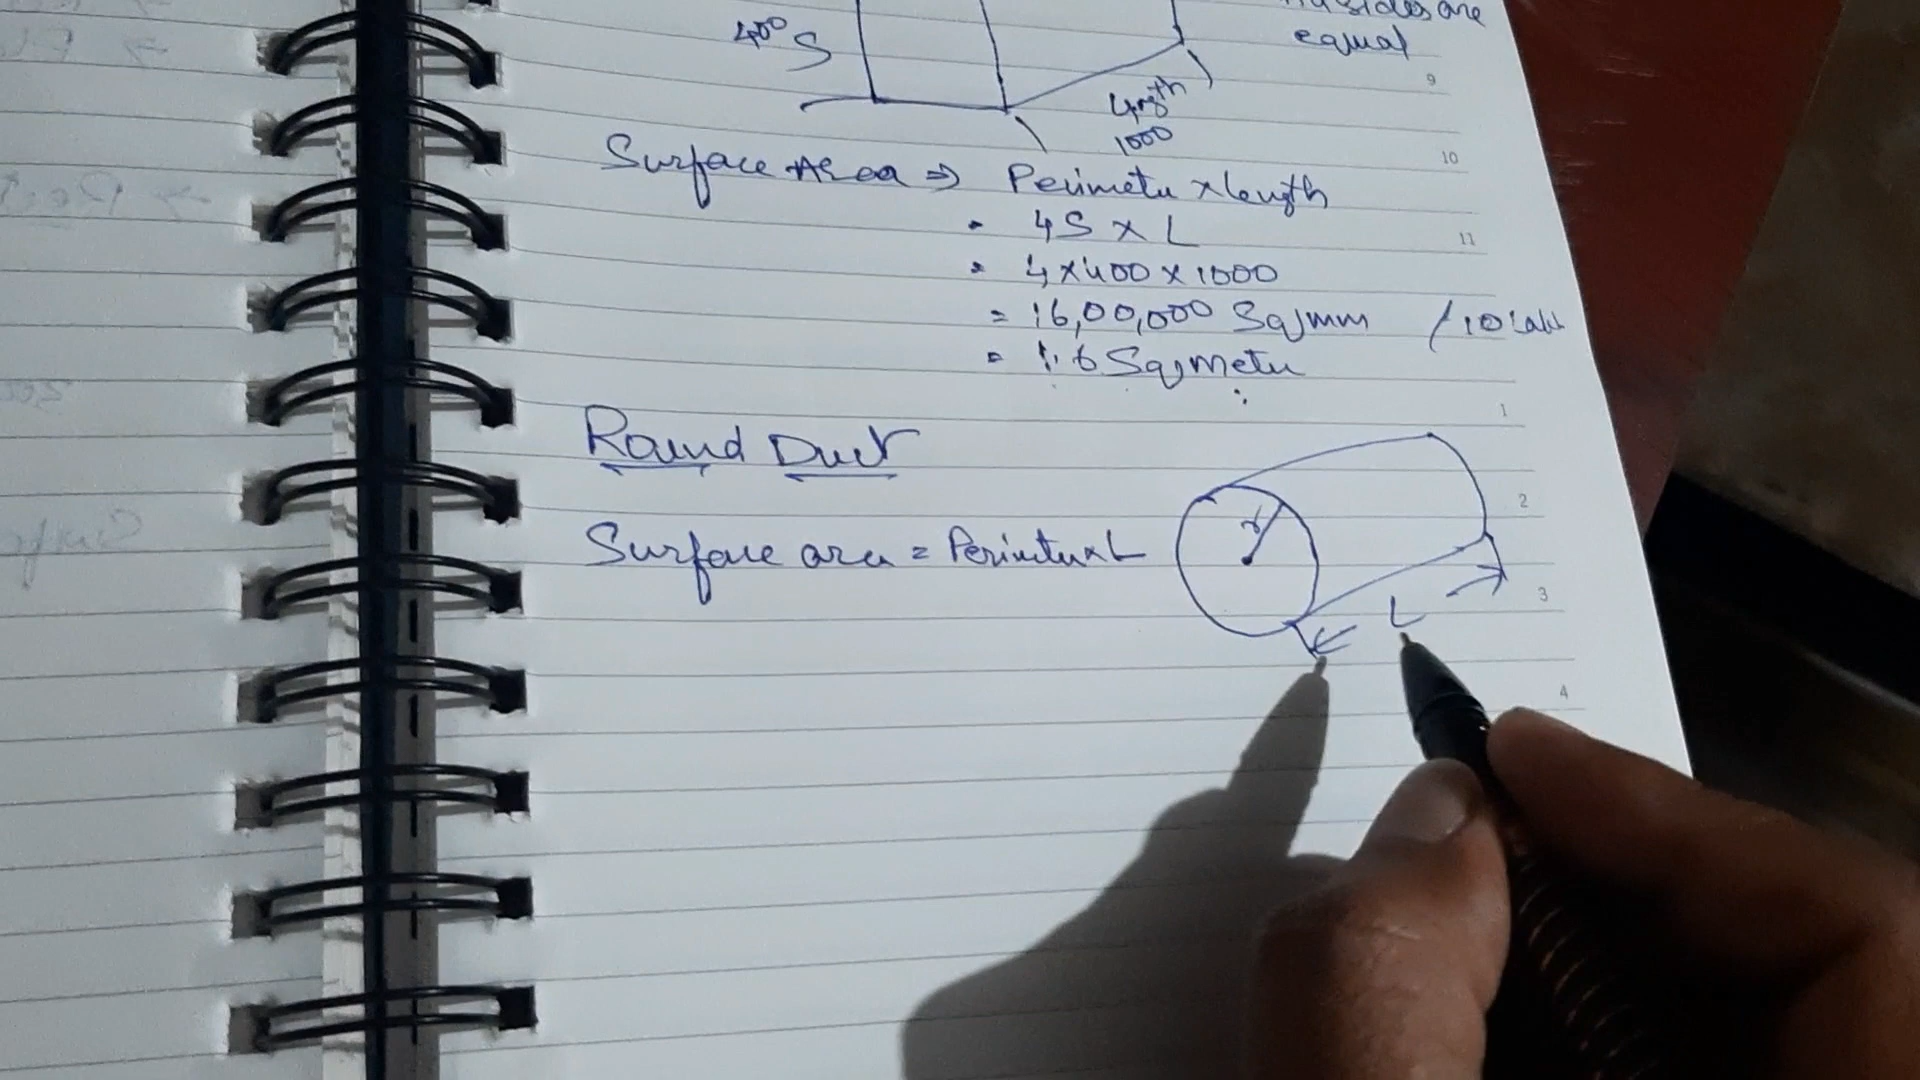 sides are
equal
400 S
9
Length
1000
10
Surface Area ⇒ Perimeter x length
11
= 4S x L
= 4 x 400 x 1000
= 16,00,000 Sq,mm /10 Lakh
= 1.6 Sq,Meter
1
Round Duct
2
r
Surface area = Perimeter x L
3
L
4